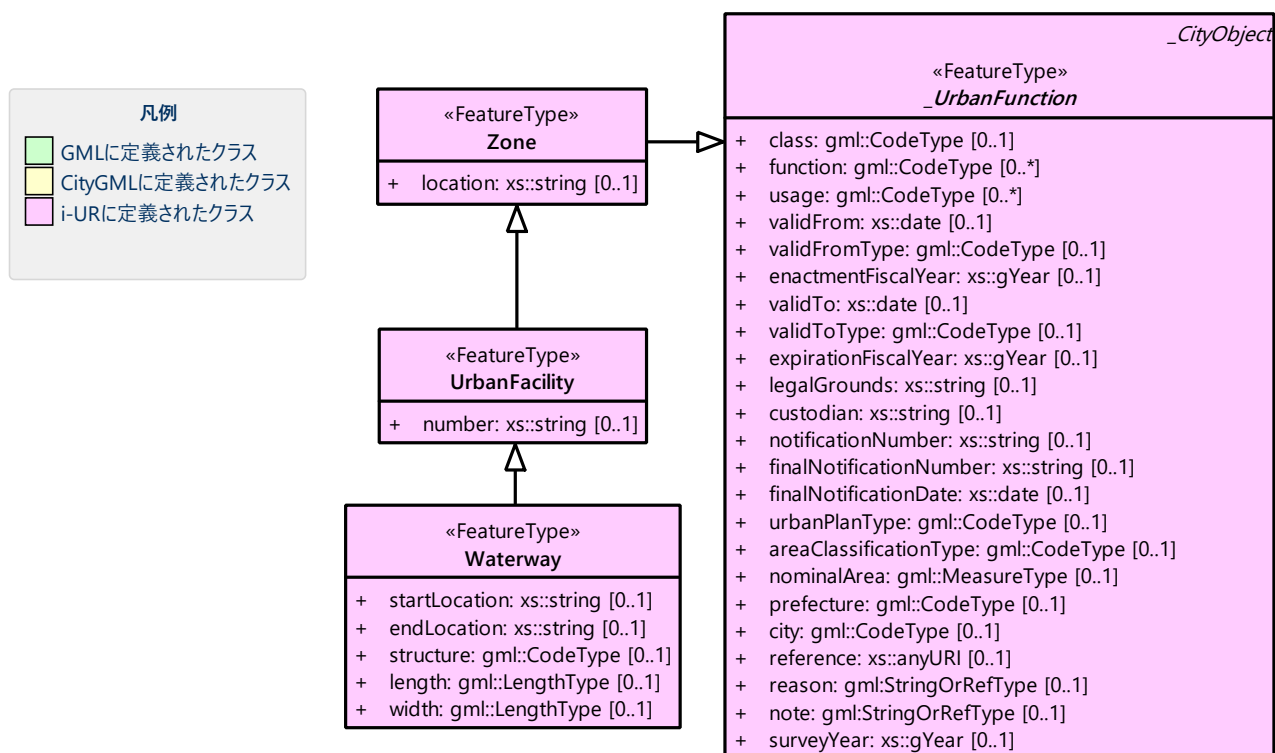 凡例
GMLに定義されたクラス
CityGMLに定義されたクラス
i-URに定義されたクラス
«FeatureType»
Zone
+ location: xs::string [0..1]
«FeatureType»
UrbanFacility
+ number: xs::string [0..1]
«FeatureType»
Waterway
+ startLocation: xs::string [0..1]
+ endLocation: xs::string [0..1]
+ structure: gml::CodeType [0..1]
+ length: gml::LengthType [0..1]
+ width: gml::LengthType [0..1]
_CityObject
«FeatureType»
_UrbanFunction
+ class: gml::CodeType [0..1]
+ function: gml::CodeType [0..*]
+ usage: gml::CodeType [0..*]
+ validFrom: xs::date [0..1]
+ validFromType: gml::CodeType [0..1]
+ enactmentFiscalYear: xs::gYear [0..1]
+ validTo: xs::date [0..1]
+ validToType: gml::CodeType [0..1]
+ expirationFiscalYear: xs::gYear [0..1]
+ legalGrounds: xs::string [0..1]
+ custodian: xs::string [0..1]
+ notificationNumber: xs::string [0..1]
+ finalNotificationNumber: xs::string [0..1]
+ finalNotificationDate: xs::date [0..1]
+ urbanPlanType: gml::CodeType [0..1]
+ areaClassificationType: gml::CodeType [0..1]
+ nominalArea: gml::MeasureType [0..1]
+ prefecture: gml::CodeType [0..1]
+ city: gml::CodeType [0..1]
+ reference: xs::anyURI [0..1]
+ reason: gml:StringOrRefType [0..1]
+ note: gml:StringOrRefType [0..1]
+ surveyYear: xs::gYear [0..1]